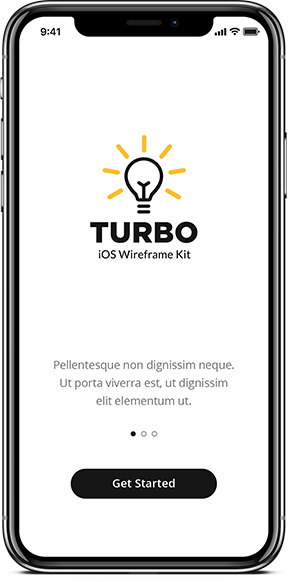 9:41
TURBO
iOS Wireframe Kit
Pellentesque non dignissim neque.
Ut porta viverra est, ut dignissim
elit elementum ut.
Get Started